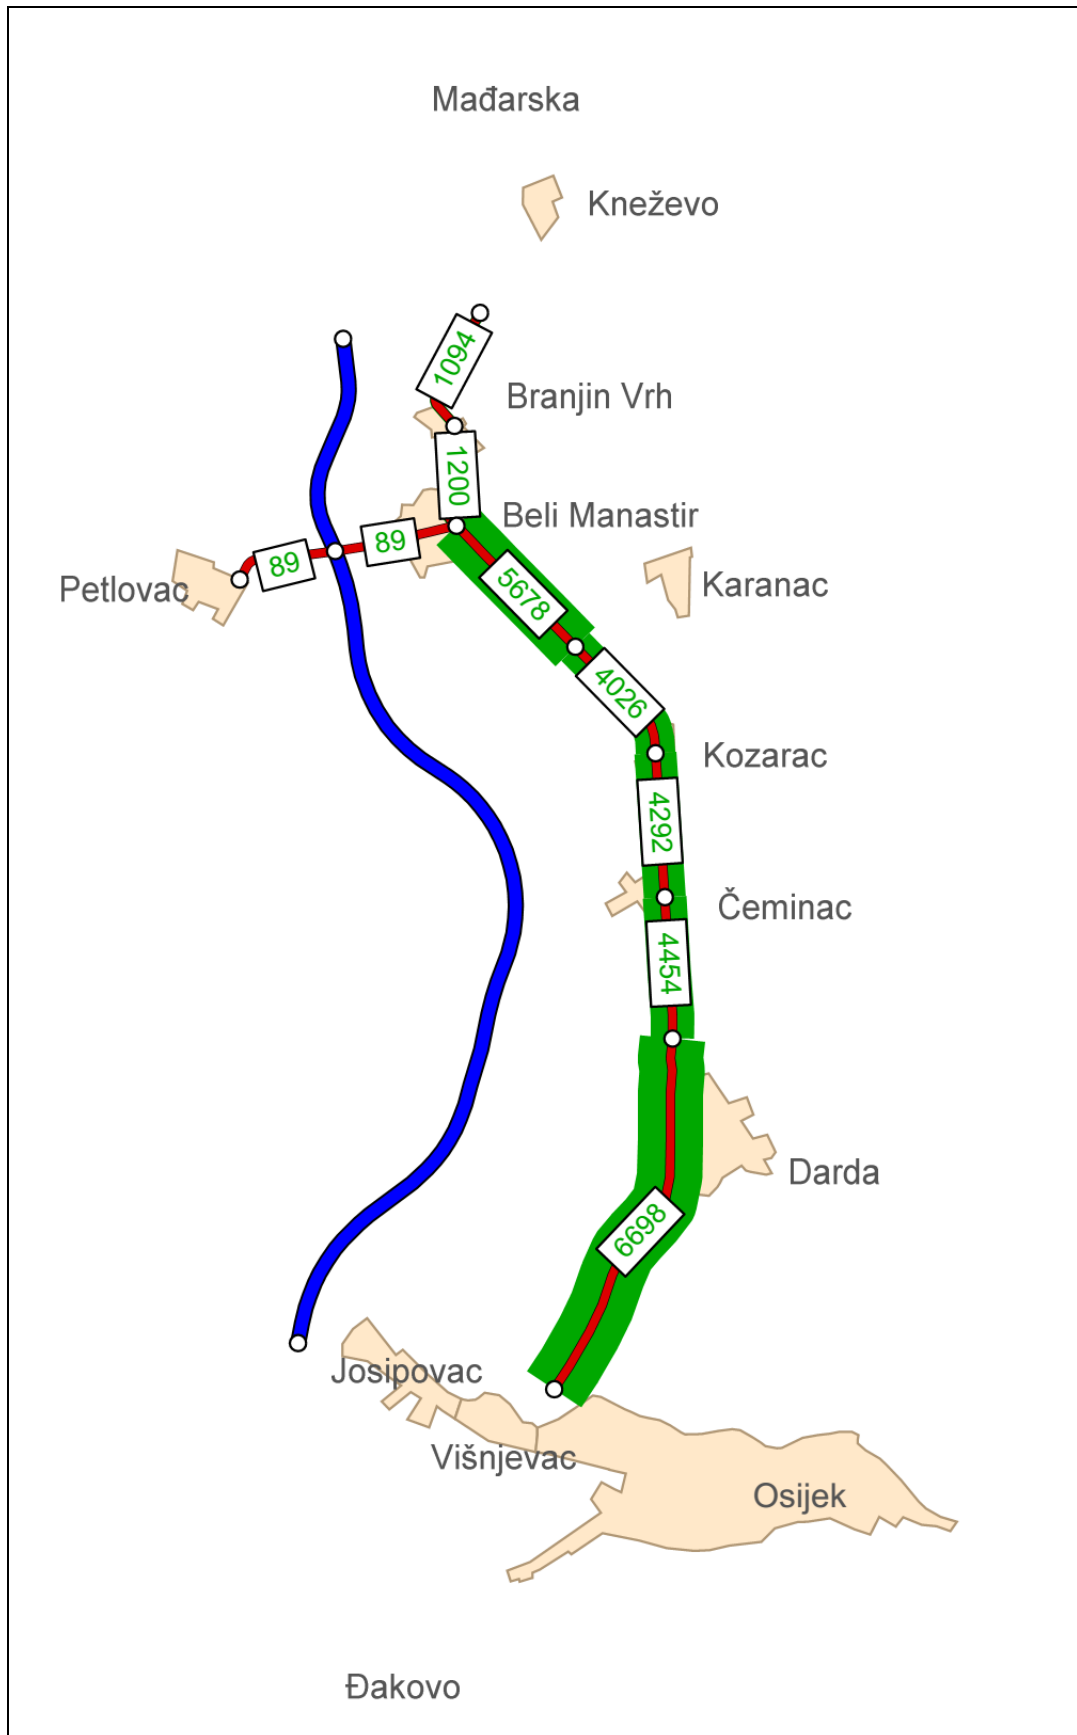 Mađarska
Kneževo
1094
Branjin Vrh
1200
Beli Manastir
89
89
Petlovac
5678
Karanac
4026
Kozarac
4292
Čeminac
4454
Darda
6698
Josipovac
Višnjevac
Osijek
Đakovo